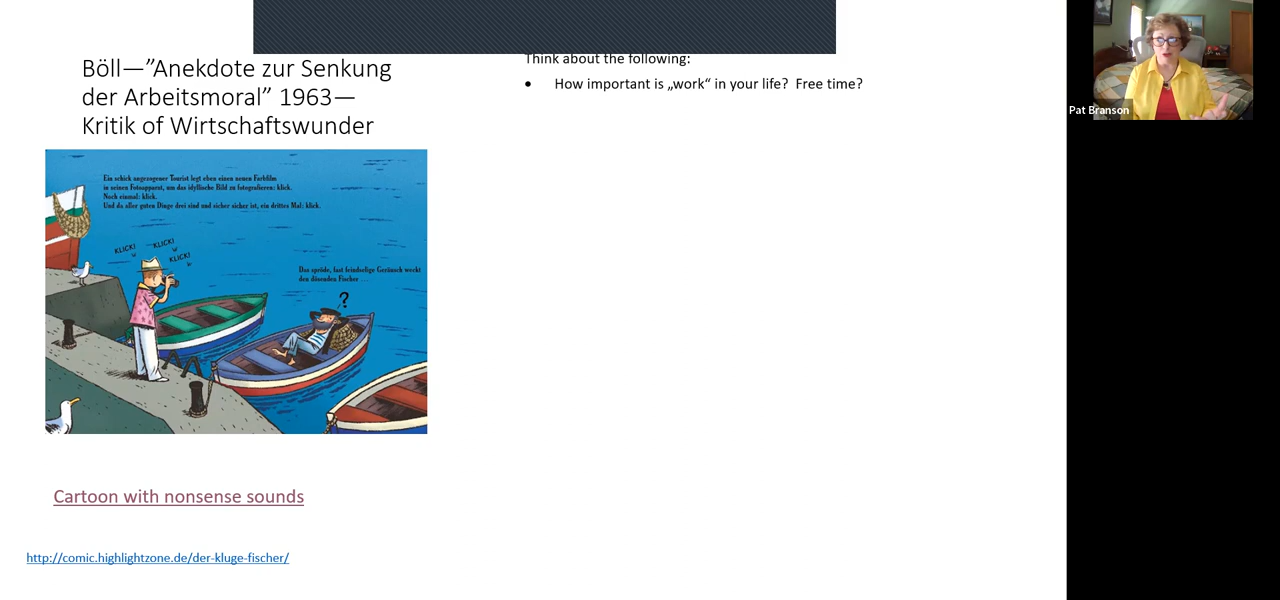 Böll—”Anekdote zur Senkung
der Arbeitsmoral” 1963—
Kritik of Wirtschaftswunder
Think about the following:
• How important is „work“ in your life? Free time?
Ein schick angezogener Tourist legt eben einen neuen Farbfilm
in seinen Fotoapparat, um das idyllische Bild zu fotografieren: klick.
Noch einmal: klick.
Und da aller guten Dinge drei sind und sicher sicher ist, ein drittes Mal: klick.
KLICK!
KLICK!
KLICK!
Das spröde, fast feindselige Geräusch weckt
den dösenden Fischer ...
?
Cartoon with nonsense sounds
http://comic.highlightzone.de/der-kluge-fischer/
Pat Branson